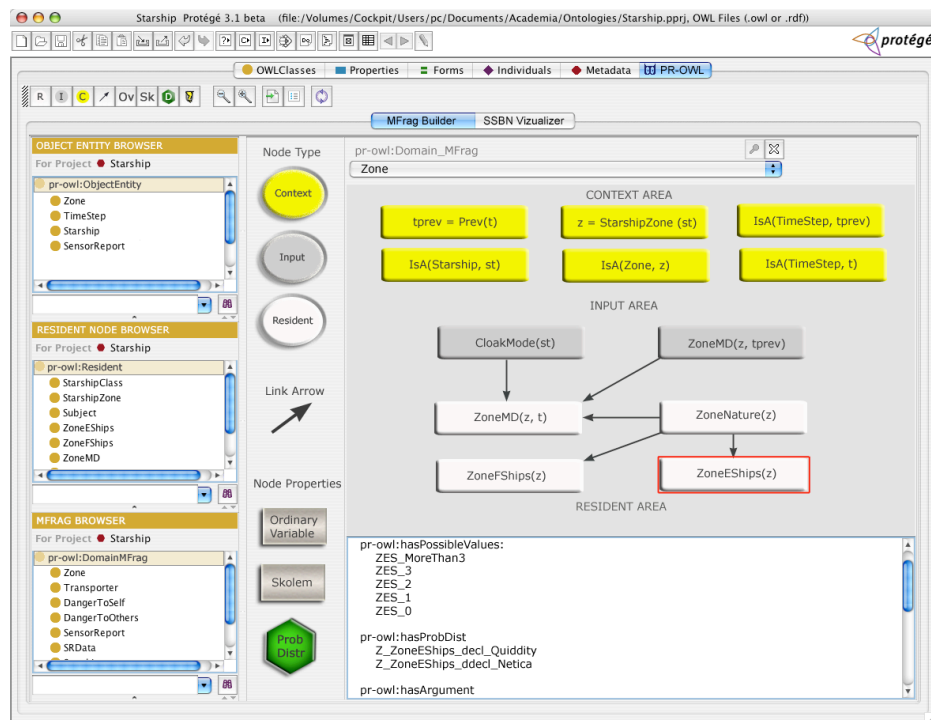 Starship Protégé 3.1 beta (file:/Volumes/Cockpit/Users/pc/Documents/Academia/Ontologies/Starship.pprj, OWL Files (.owl or .rdf))
protégé
OWLClasses Properties Forms Individuals Metadata PR-OWL
R I C Ov Sk D
MFrag Builder SSBN Vizualizer
OBJECT ENTITY BROWSER
For Project Starship
pr-owl:ObjectEntity
Zone
TimeStep
Starship
SensorReport
RESIDENT NODE BROWSER
For Project Starship
pr-owl:Resident
StarshipClass
StarshipZone
Subject
ZoneEShips
ZoneFShips
ZoneMD
MFRAG BROWSER
For Project Starship
pr-owl:DomainMFrag
Zone
Transporter
DangerToSelf
DangerToOthers
SensorReport
SRData
Node Type
Context
Input
Resident
Link Arrow
Node Properties
Ordinary
Variable
Skolem
Prob
Distr
pr-owl:Domain_MFrag
Zone
CONTEXT AREA
tprev = Prev(t)
z = StarshipZone (st)
IsA(TimeStep, tprev)
IsA(Starship, st)
IsA(Zone, z)
IsA(TimeStep, t)
INPUT AREA
CloakMode(st)
ZoneMD(z, tprev)
ZoneMD(z, t)
ZoneNature(z)
ZoneFShips(z)
ZoneEShips(z)
RESIDENT AREA
pr-owl:hasPossibleValues:
ZES_MoreThan3
ZES_3
ZES_2
ZES_1
ZES_0
pr-owl:hasProbDist
Z_ZoneEShips_decl_Quiddity
Z_ZoneEShips_ddecl_Netica
pr-owl:hasArgument